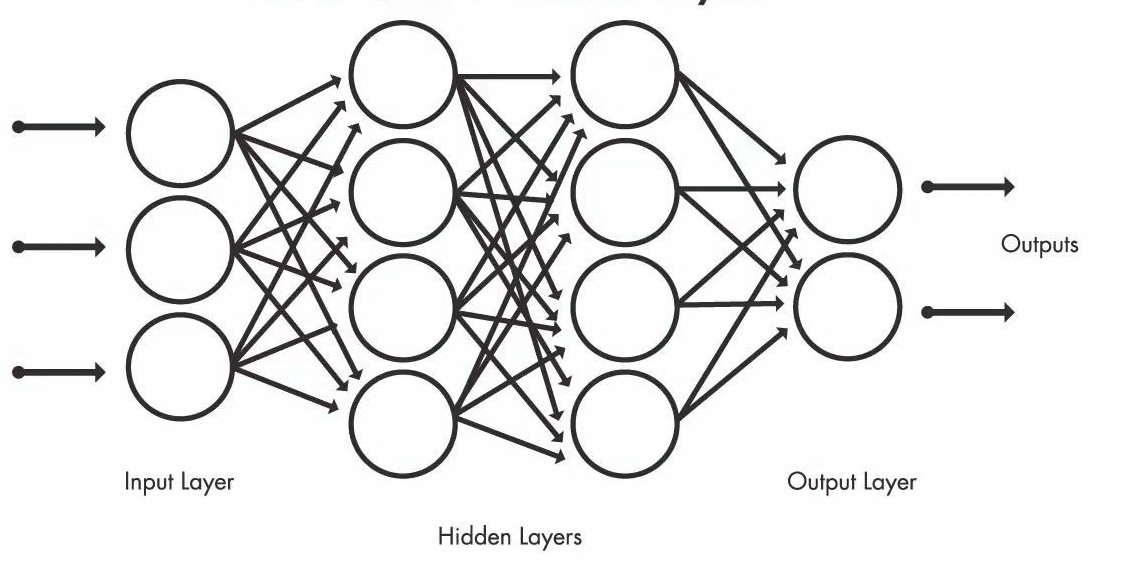 Outputs
Input Layer
Output Layer
Hidden Layers